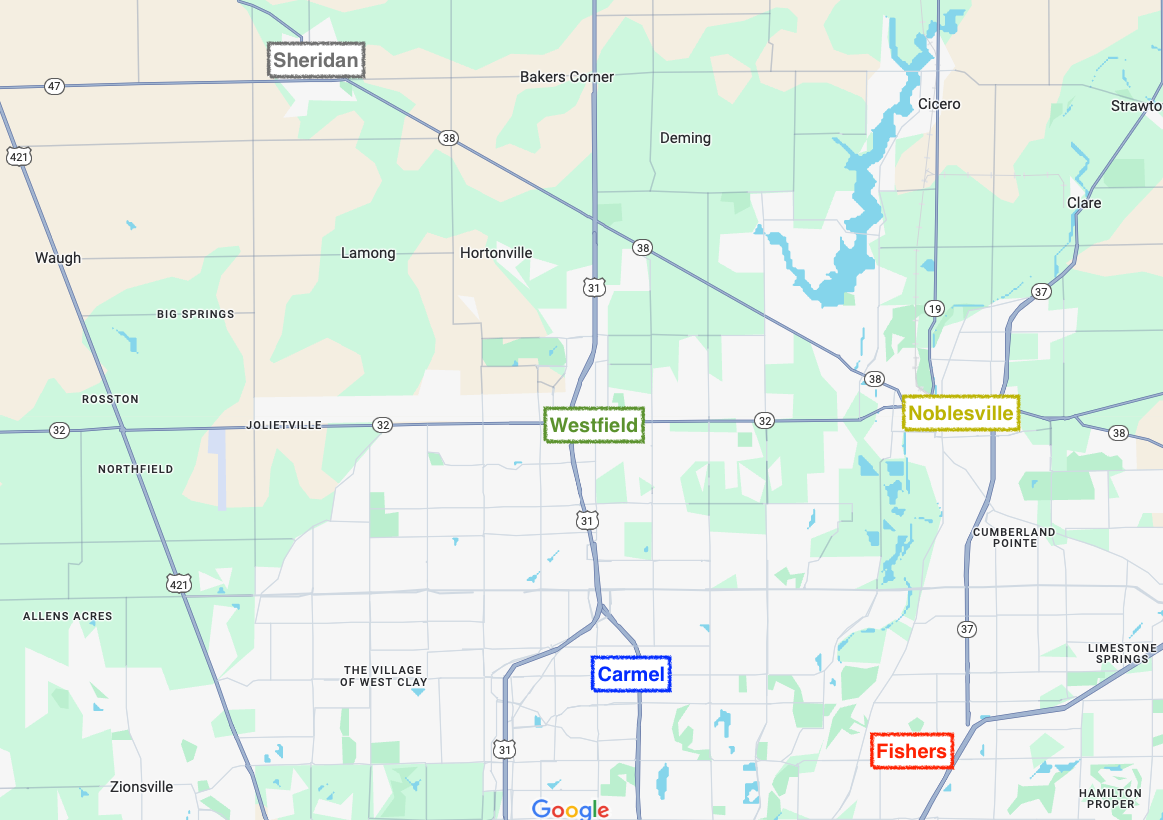 Sheridan
Bakers Corner
47
Cicero
Strawto
38
Deming
421
Clare
Waugh
Lamong
Hortonville
38
31
37
BIG SPRINGS
19
38
ROSSTON
Noblesville
32
JOLIETVILLE
32
Westfield
32
38
NORTHFIELD
31
CUMBERLAND
POINTE
421
ALLENS ACRES
37
LIMESTONE
SPRINGS
THE VILLAGE
OF WEST CLAY
Carmel
31
Fishers
Zionsville
HAMILTON
PROPER
Google